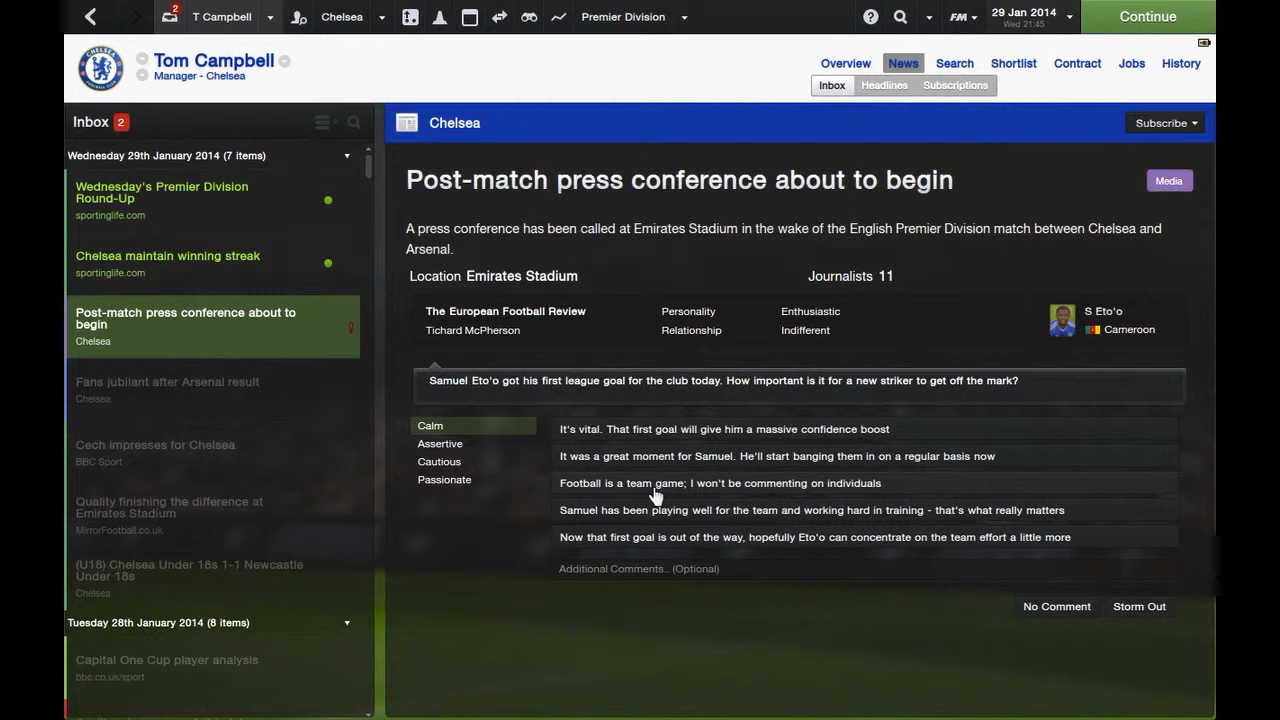 2
T Campbell
Chelsea
Premier Division
FM
29 Jan 2014
Wed 21:45
Continue
Tom Campbell
Manager - Chelsea
Overview News Search Shortlist Contract Jobs History
Inbox Headlines Subscriptions
Inbox 2
Wednesday 29th January 2014 (7 items)
Wednesday's Premier Division
Round-Up
sportinglife.com
Chelsea maintain winning streak
sportinglife.com
Post-match press conference about to
begin
Chelsea
Fans jubilant after Arsenal result
Chelsea
Cech impresses for Chelsea
BBC Sport
Quality finishing the difference at
Emirates Stadium
MirrorFootball.co.uk
(U18) Chelsea Under 18s 1-1 Newcastle
Under 18s
Chelsea
Tuesday 28th January 2014 (8 items)
Capital One Cup player analysis
bbc.co.uk/sport
Chelsea
Subscribe
Post-match press conference about to begin
Media
A press conference has been called at Emirates Stadium in the wake of the English Premier Division match between Chelsea and
Arsenal.
Location Emirates Stadium
Journalists 11
The European Football Review
Tichard McPherson
Personality Enthusiastic
Relationship Indifferent
S Eto'o
Cameroon
Samuel Eto'o got his first league goal for the club today. How important is it for a new striker to get off the mark?
Calm
Assertive
Cautious
Passionate
It's vital. That first goal will give him a massive confidence boost
It was a great moment for Samuel. He'll start banging them in on a regular basis now
Football is a team game; I won't be commenting on individuals
Samuel has been playing well for the team and working hard in training - that's what really matters
Now that first goal is out of the way, hopefully Eto'o can concentrate on the team effort a little more
Additional Comments.. (Optional)
No Comment
Storm Out